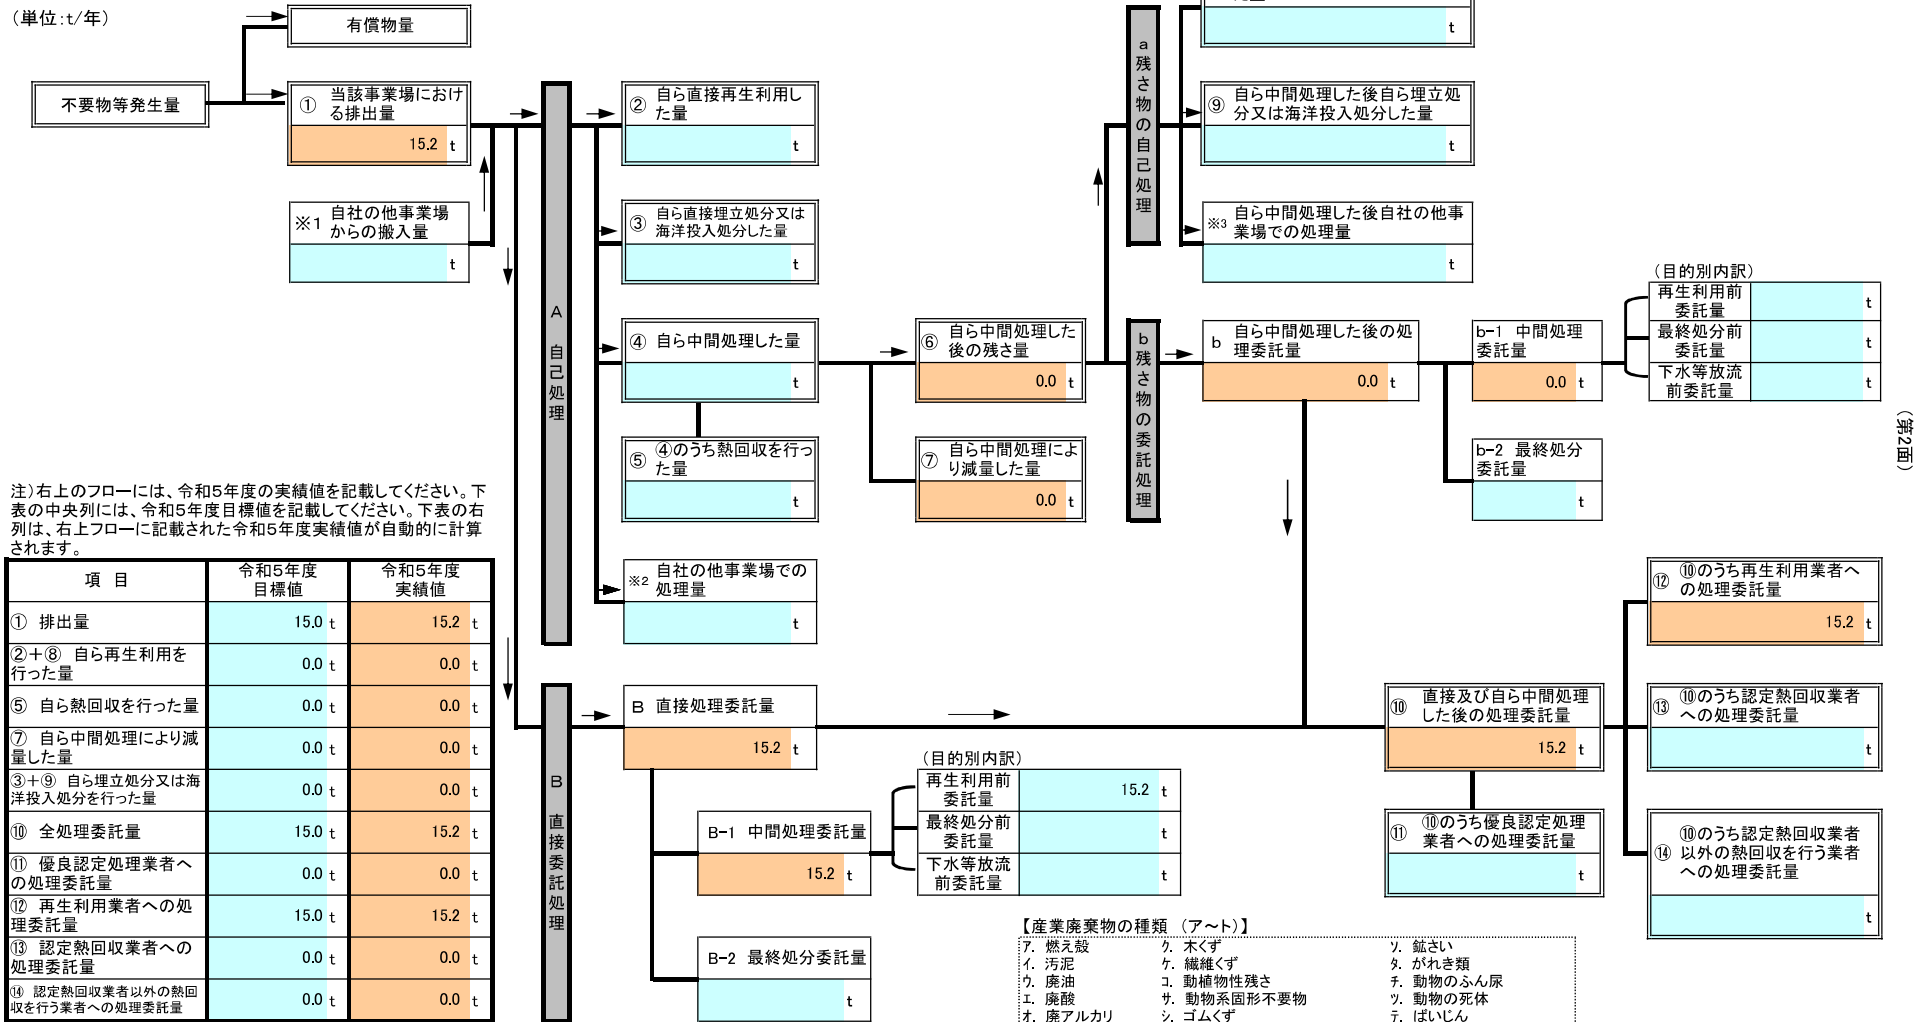 (単位:t/年)
有償物量
不要物等発生量
① 当該事業場におけ
る排出量
15.2 t
※1 自社の他事業場
からの搬入量
t
A 自己処理
② 自ら直接再生利用し
た量
t
③ 自ら直接埋立処分又は
海洋投入処分した量
t
④ 自ら中間処理した量
t
⑤ ④のうち熱回収を行っ
た量
t
※2 自社の他事業場での
処理量
t
⑥ 自ら中間処理した
後の残さ量
0.0 t
⑦ 自ら中間処理によ
り減量した量
0.0 t
a 残さ物の自己処理
t
⑨ 自ら中間処理した後自ら埋立処
分又は海洋投入処分した量
t
※3 自ら中間処理した後自社の他事
業場での処理量
t
b 残さ物の委託処理
b 自ら中間処理した後の処
理委託量
0.0 t
b-1 中間処理
委託量
0.0 t
(目的別内訳)
再生利用前
委託量
t
最終処分前
委託量
t
下水等放流
前委託量
t
b-2 最終処分
委託量
t
(第2面)
注)右上のフローには、令和5年度の実績値を記載してください。下
表の中央列には、令和5年度目標値を記載してください。下表の右
列は、右上フローに記載された令和5年度実績値が自動的に計算
されます。
項 目 令和5年度 目標値 令和5年度 実績値
① 排出量 15.0 t 15.2 t
②+⑧ 自ら再生利用を
行った量 0.0 t 0.0 t
⑤ 自ら熱回収を行った量 0.0 t 0.0 t
⑦ 自ら中間処理により減
量した量 0.0 t 0.0 t
③+⑨ 自ら埋立処分又は海
洋投入処分を行った量 0.0 t 0.0 t
⑩ 全処理委託量 15.0 t 15.2 t
⑪ 優良認定処理業者へ
の処理委託量 0.0 t 0.0 t
⑫ 再生利用業者への処
理委託量 15.0 t 15.2 t
⑬ 認定熱回収業者への
処理委託量 0.0 t 0.0 t
⑭ 認定熱回収業者以外の熱回
収を行う業者への処理委託量 0.0 t 0.0 t
B 直接委託処理
B 直接処理委託量
15.2 t
B-1 中間処理委託量
15.2 t
(目的別内訳)
再生利用前
委託量
15.2 t
最終処分前
委託量
t
下水等放流
前委託量
t
B-2 最終処分委託量
t
⑩ 直接及び自ら中間処理
した後の処理委託量
15.2 t
⑪ ⑩のうち優良認定処理
業者への処理委託量
t
⑫ ⑩のうち再生利用業者へ
の処理委託量
15.2 t
⑬ ⑩のうち認定熱回収業者
への処理委託量
t
⑭ ⑩のうち認定熱回収業者
以外の熱回収を行う業者
への処理委託量
t
【産業廃棄物の種類 (ア~ト)】
ア. 燃え殻 ク. 木くず ソ. 鉱さい
イ. 汚泥 ケ. 繊維くず タ. がれき類
ウ. 廃油 コ. 動植物性残さ チ. 動物のふん尿
エ. 廃酸 サ. 動物系固形不要物 ツ. 動物の死体
オ. 廃アルカリ シ. ゴムくず テ. ばいじん